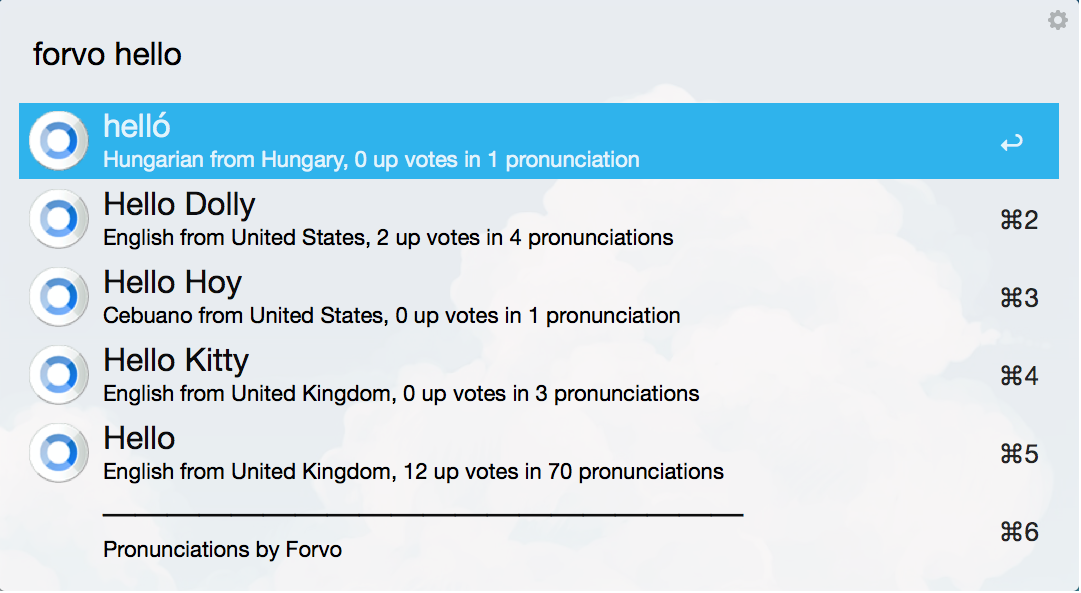 forvo hello
helló
Hungarian from Hungary, 0 up votes in 1 pronunciation
Hello Dolly
English from United States, 2 up votes in 4 pronunciations
⌘2
Hello Hoy
Cebuano from United States, 0 up votes in 1 pronunciation
⌘3
Hello Kitty
English from United Kingdom, 0 up votes in 3 pronunciations
⌘4
Hello
English from United Kingdom, 12 up votes in 70 pronunciations
⌘5
Pronunciations by Forvo
⌘6